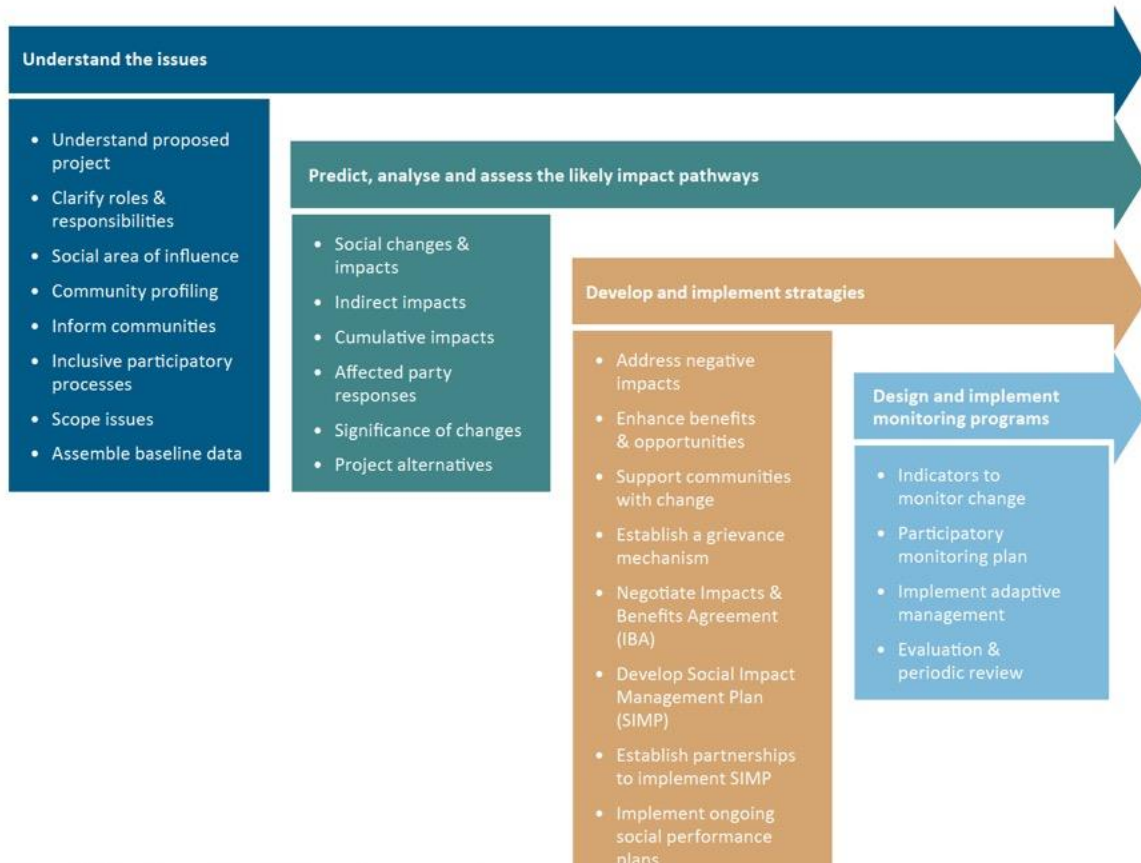 Understand the issues
• Understand proposed
project
• Clarify roles &
responsibilities
• Social area of influence
• Community profiling
• Inform communities
• Inclusive participatory
processes
• Scope issues
• Assemble baseline data
Predict, analyse and assess the likely impact pathways
• Social changes &
impacts
• Indirect impacts
• Cumulative impacts
• Affected party
responses
• Significance of changes
• Project alternatives
Develop and implement stratagies
• Address negative
impacts
• Enhance benefits
& opportunities
• Support communities
with change
• Establish a grievance
mechanism
• Negotiate Impacts &
Benefits Agreement
(IBA)
• Develop Social Impact
Management Plan
(SIMP)
• Establish partnerships
to implement SIMP
• Implement ongoing
social performance
plans
Design and implement
monitoring programs
• Indicators to
monitor change
• Participatory
monitoring plan
• Implement adaptive
management
• Evaluation &
periodic review